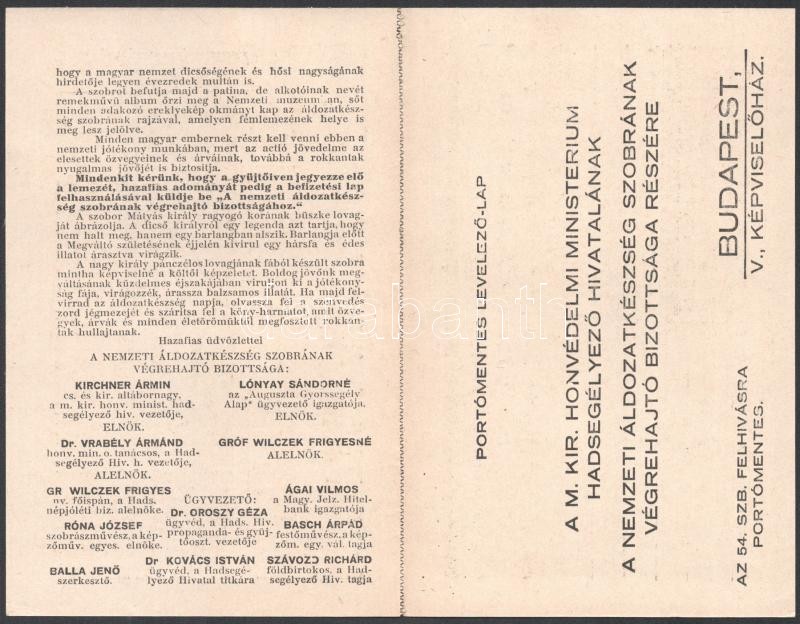 hogy a magyar nemzet dicsőségének és hősi nagyságának
hirdetője legyen évezredek multán is.
A szobrot befutja majd a patina, de alkotóinak nevét
remekművű album őrzi meg a Nemzeti muzeum an, sőt
minden adakozó ereklyekép okmányt kap az áldozatkész-
ség szobrának rajzával, amelyen fémlemezének helye is
meg lesz jelölve.
Minden magyar embernek részt kell venni ebben a
nemzeti jótékony munkában, mert az actió jövedelme az
elesettek özvegyeinek és árváinak, továbbá a rokkantak
nyugalmas jövőjét is biztosítja.
Mindenkit kérünk, hogy a gyüjtőíven jegyezze elő
a lemezét, hazafias adományát pedig a befizetési lap
felhasználásával küldje be „A nemzeti áldozatkész-
ség szobrának végrehajtó bizottságához."
A szobor Mátyás király ragyogó korának büszke lovag-
ját ábrázolja. A dicső királyról egy legenda azt tartja, hogy
nem halt meg, hanem egy barlangban alszik. Barlangja előtt
a Megváltó születésének éjjelén kivirul egy hársfa és édes
illatot árasztva virágzik.
A nagy király pánczélos lovagjának fából készült szobra
mintha képviselné a költői képzeletet. Boldog jövőnk meg-
váltásának küzdelmes éjszakájában viruljon ki a jótékony-
ság fája, virágozzék, árassza balzsamos illatát. Ha majd fel-
virrad az áldozatkészség napja, olvassza fel a szenvedés
zord jégmezejét és szárítsa fel a köny-harmatot, amit özve-
gyek, árvák és minden életörömüktül megfosztott rokkan-
tak hullajtanak.
Hazafias üdvözlettel
A NEMZETI ÁLDOZATKÉSZSÉG SZOBRÁNAK
VÉGREHAJTÓ BIZOTTSÁGA:
KIRCHNER ÁRMIN
cs. és kir. altábornagy,
a m. kir. honv. minist. had-
segélyező hiv. vezetője,
ELNÖK.
LÓNYAY SÁNDORNÉ
az „Auguszta Gyorssegély
Alap" ügyvezető igazgatója.
ELNÖK.
Dr. VRABÉLY ÁRMÁND
honv. min. o. tanácsos, a Had-
segélyező Hiv. h. vezetője,
ALELNÖK.
GRÓF WILCZEK FRIGYESNÉ
ALELNÖK.
GR WILCZEK FRIGYES
nv. főispán, a Hads.
népjóléti biz. alelnöke.
ÜGYVEZETŐ:
Dr. OROSZY GÉZA
ügyvéd, a Hads. Hiv.
propaganda- és gyüj-
tőoszt. vezetője
ÁGAI VILMOS
a Magy. Jelz. Hitel-
bank igazgatója
RÓNA JÓZSEF
szobrászművész, a kép-
zőműv. egyes. elnöke.
BASCH ÁRPÁD
festőművész, a kép-
zőm. egy. vál. tagja
BALLA JENŐ
szerkesztő.
Dr KOVÁCS ISTVÁN
ügyvéd, a Hadsegé-
lyező Hivatal titkára
SZÁVOZD RICHÁRD
földbirtokos, a Had-
segélyező Hiv. tagja
PORTÓMENTES LEVELEZŐ-LAP
A M. KIR. HONVÉDELMI MINISTERIUM
HADSEGÉLYEZŐ HIVATALÁNAK
A NEMZETI ÁLDOZATKÉSZSÉG SZOBRÁNAK
VÉGREHAJTÓ BIZOTTSÁGA RÉSZÉRE
BUDAPEST,
V., KÉPVISELŐHÁZ.
AZ 54. SZB. FELHIVÁSRA
PORTÓMENTES.